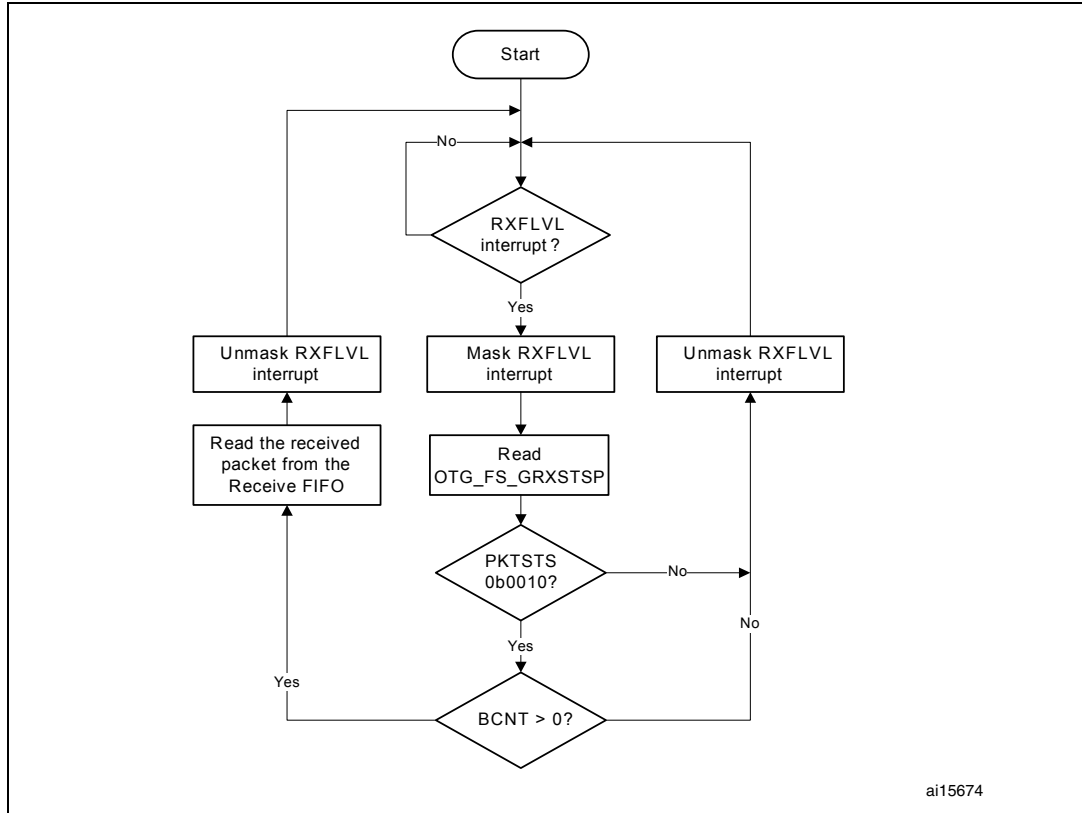 Start
No
RXFLVL
interrupt ?
Yes
Unmask RXFLVL
interrupt
Mask RXFLVL
interrupt
Unmask RXFLVL
interrupt
Read the received
packet from the
Receive FIFO
Read
OTG_FS_GRXSTSP
PKTSTS
0b0010?
No
No
Yes
Yes
BCNT > 0?
ai15674